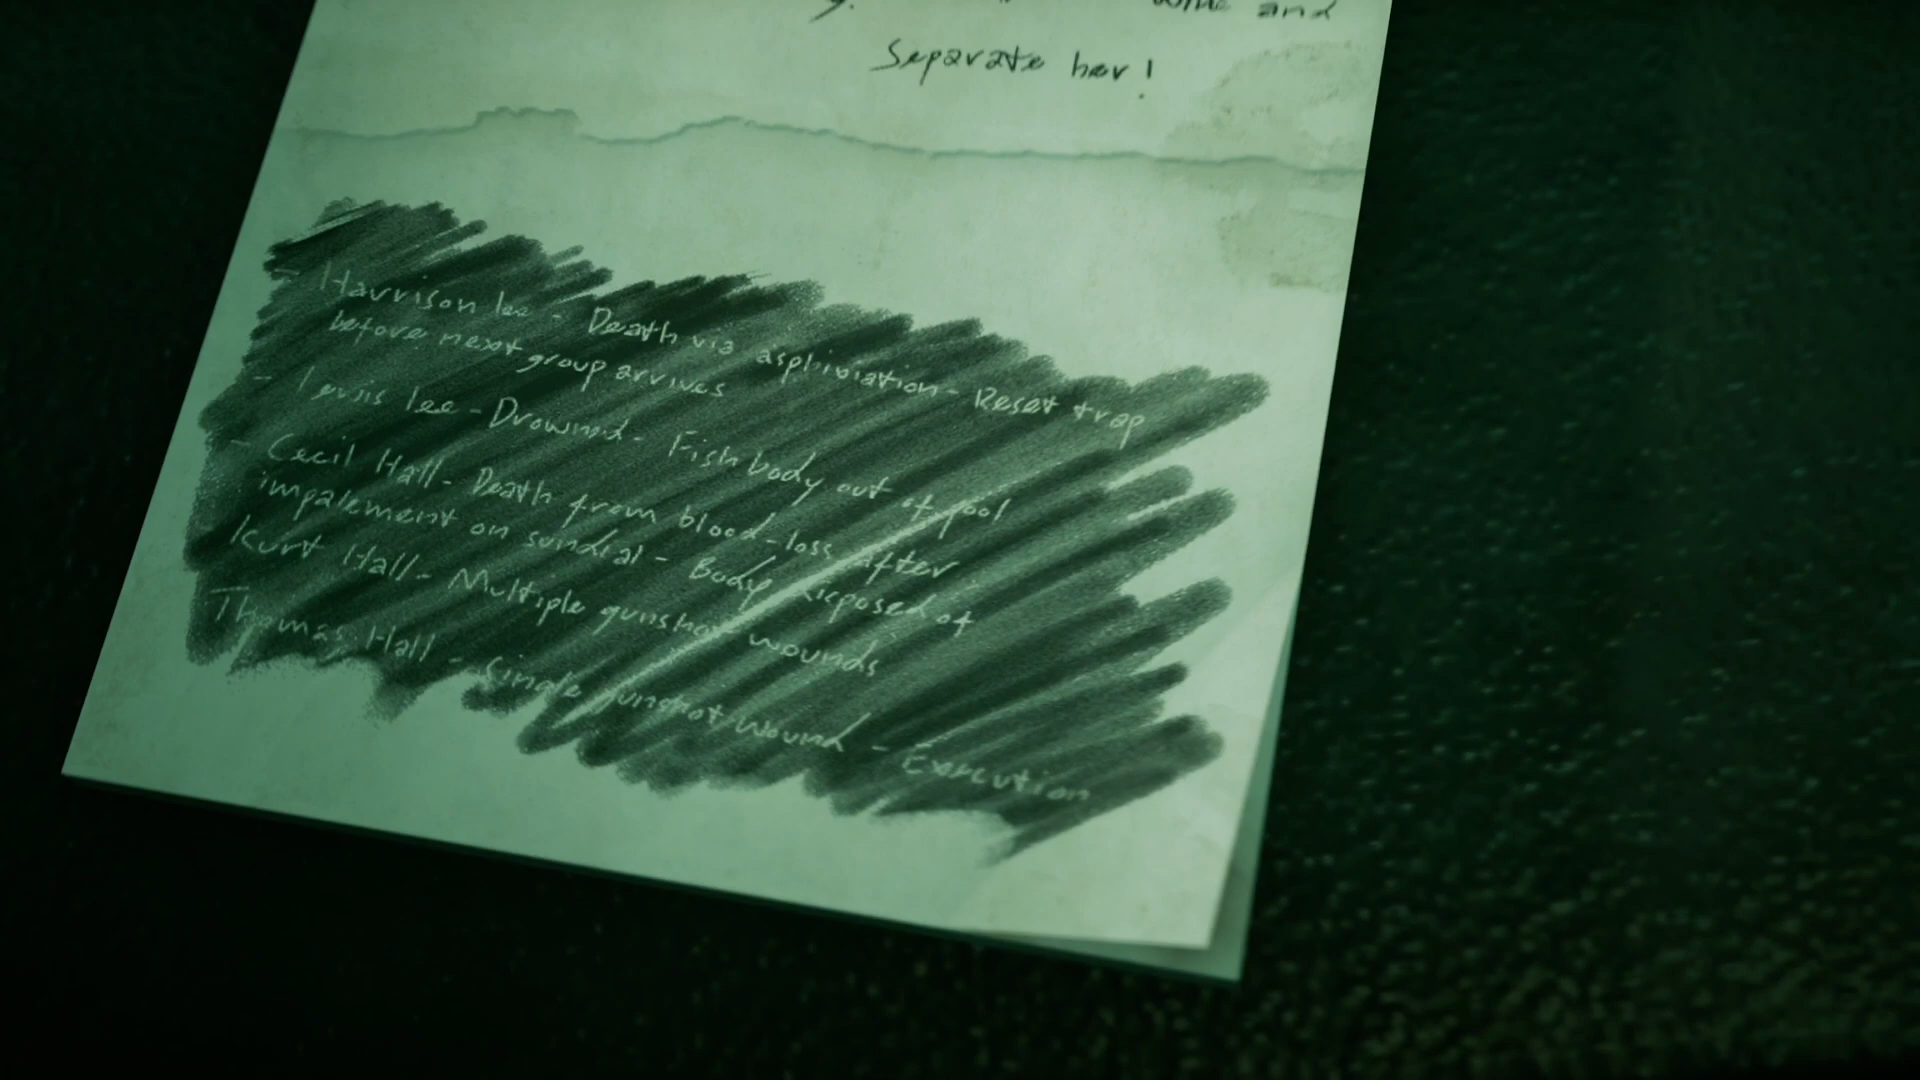 and
Separate her!
- Harrison lee - Death via asphixiation - Reset trap
before next group arrives
- lewis lee - Drowned - Fish body out of pool
- Cecil Hall - Death from blood-loss after
impalement on sundial - Body disposed of
Kurt Hall - Multiple gunshot wounds
Thomas Hall - Single gunshot wound - Execution